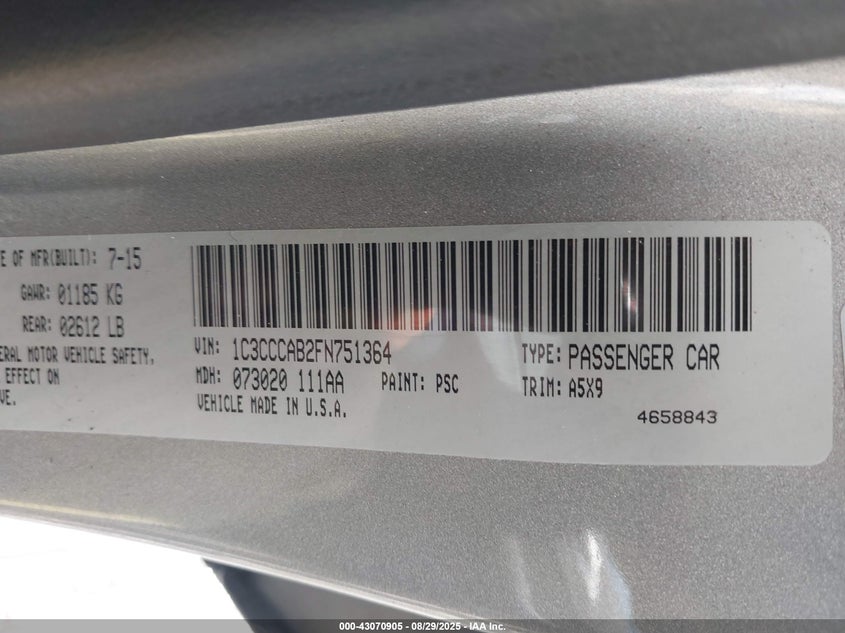 E OF MFR(BUILT): 7-15
GAWR: 01185 KG
REAR: 02612 LB
ERAL MOTOR VEHICLE SAFETY,
EFFECT ON
VE.
VIN: 1C3CCCAB2FN751364
MDH: 073020 111AA PAINT: PSC
VEHICLE MADE IN U.S.A.
TYPE: PASSENGER CAR
TRIM: A5X9
4658843
000-43070905 - 08/29/2025 - IAA Inc.